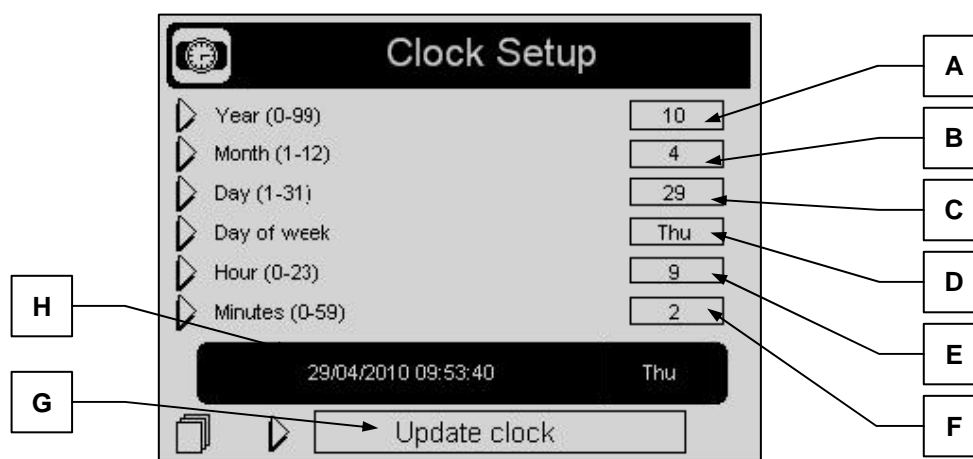 Clock Setup
A
Year (0-99) 10
B
Month (1-12) 4
Day (1-31) 29
C
Day of week Thu
D
Hour (0-23) 9
H
Minutes (0-59) 2
E
29/04/2010 09:53:40 Thu
G
Update clock
F